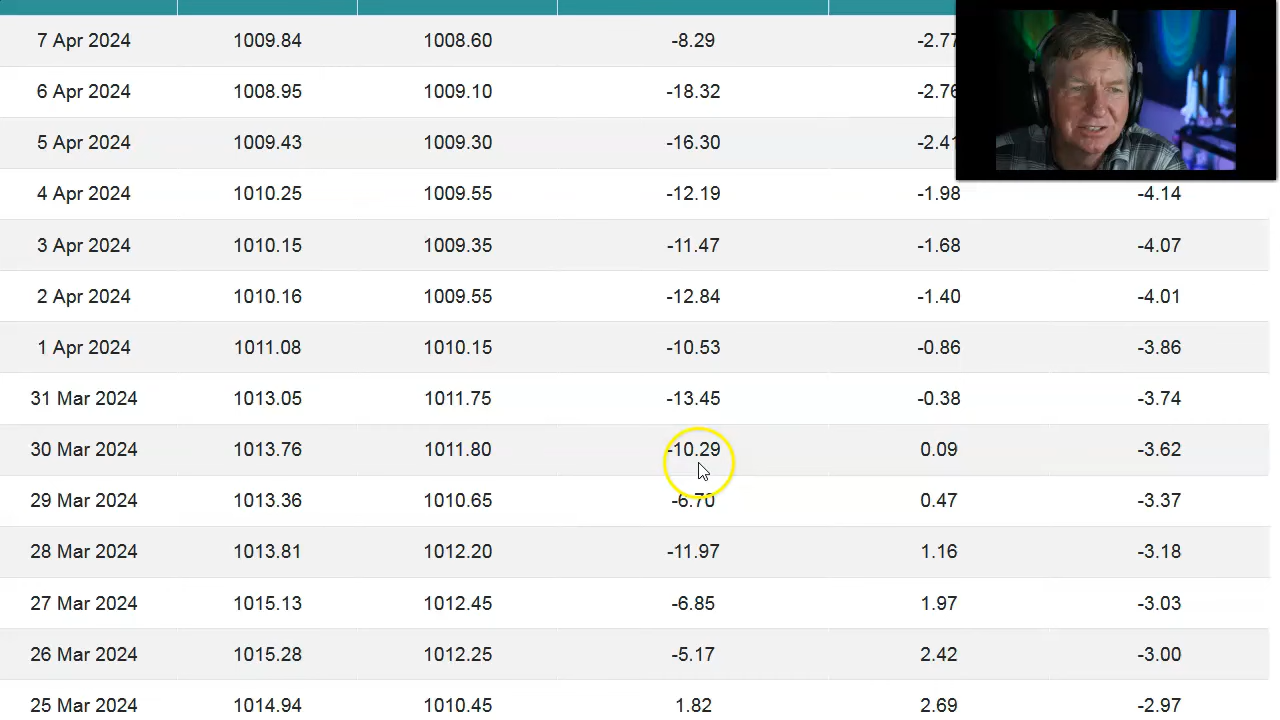 7 Apr 2024 1009.84 1008.60 -8.29 -2.77
6 Apr 2024 1008.95 1009.10 -18.32 -2.76
5 Apr 2024 1009.43 1009.30 -16.30 -2.41
4 Apr 2024 1010.25 1009.55 -12.19 -1.98 -4.14
3 Apr 2024 1010.15 1009.35 -11.47 -1.68 -4.07
2 Apr 2024 1010.16 1009.55 -12.84 -1.40 -4.01
1 Apr 2024 1011.08 1010.15 -10.53 -0.86 -3.86
31 Mar 2024 1013.05 1011.75 -13.45 -0.38 -3.74
30 Mar 2024 1013.76 1011.80 -10.29 0.09 -3.62
29 Mar 2024 1013.36 1010.65 -6.70 0.47 -3.37
28 Mar 2024 1013.81 1012.20 -11.97 1.16 -3.18
27 Mar 2024 1015.13 1012.45 -6.85 1.97 -3.03
26 Mar 2024 1015.28 1012.25 -5.17 2.42 -3.00
25 Mar 2024 1014.94 1010.45 1.82 2.69 -2.97